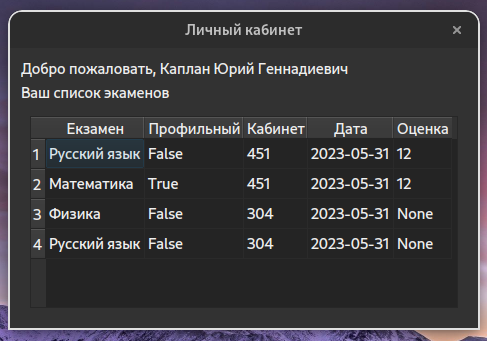 Личный кабинет
×
Добро пожаловать, Каплан Юрий Геннадиевич
Ваш список экаменов
Екзамен Профильный Кабинет Дата Оценка
1 Русский язык False 451 2023-05-31 12
2 Математика True 451 2023-05-31 12
3 Физика False 304 2023-05-31 None
4 Русский язык False 304 2023-05-31 None